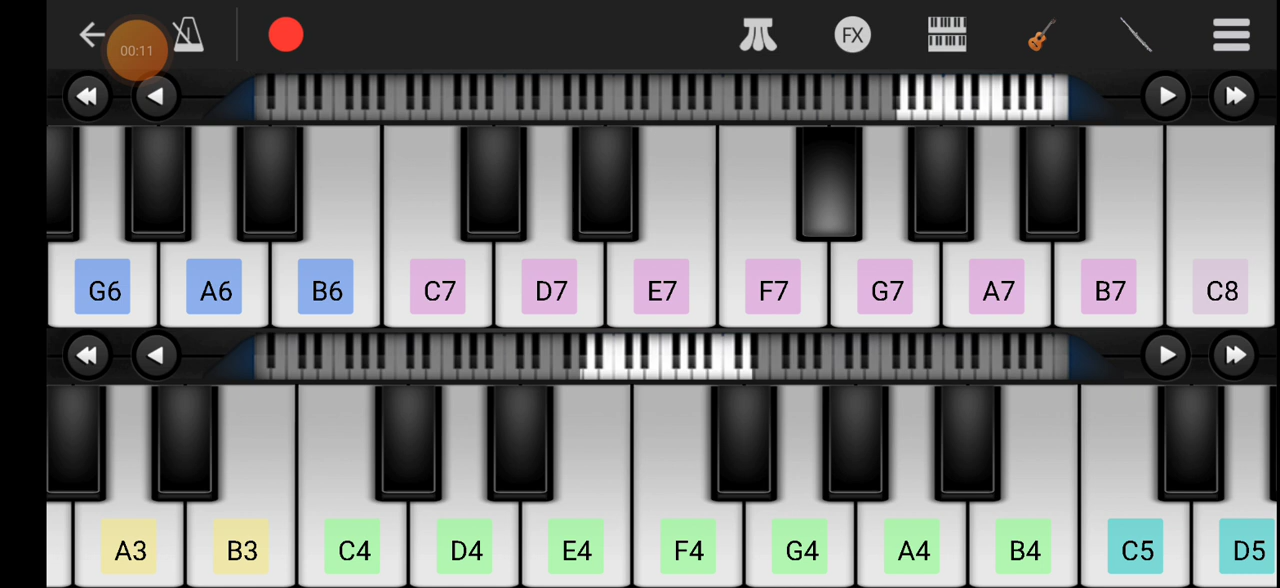 00:11
FX
G6 A6 B6 C7 D7 E7 F7 G7 A7 B7 C8
A3 B3 C4 D4 E4 F4 G4 A4 B4 C5 D5